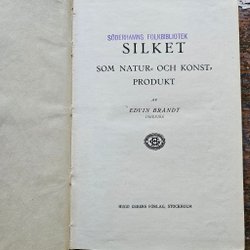 SÖDERHAMNS FOLKBIBLIOTEK
SILKET
SOM NATUR- OCH KONST-
PRODUKT
AV
EDVIN BRANDT
HUGO GEBERS FÖRLAG, STOCKHOLM